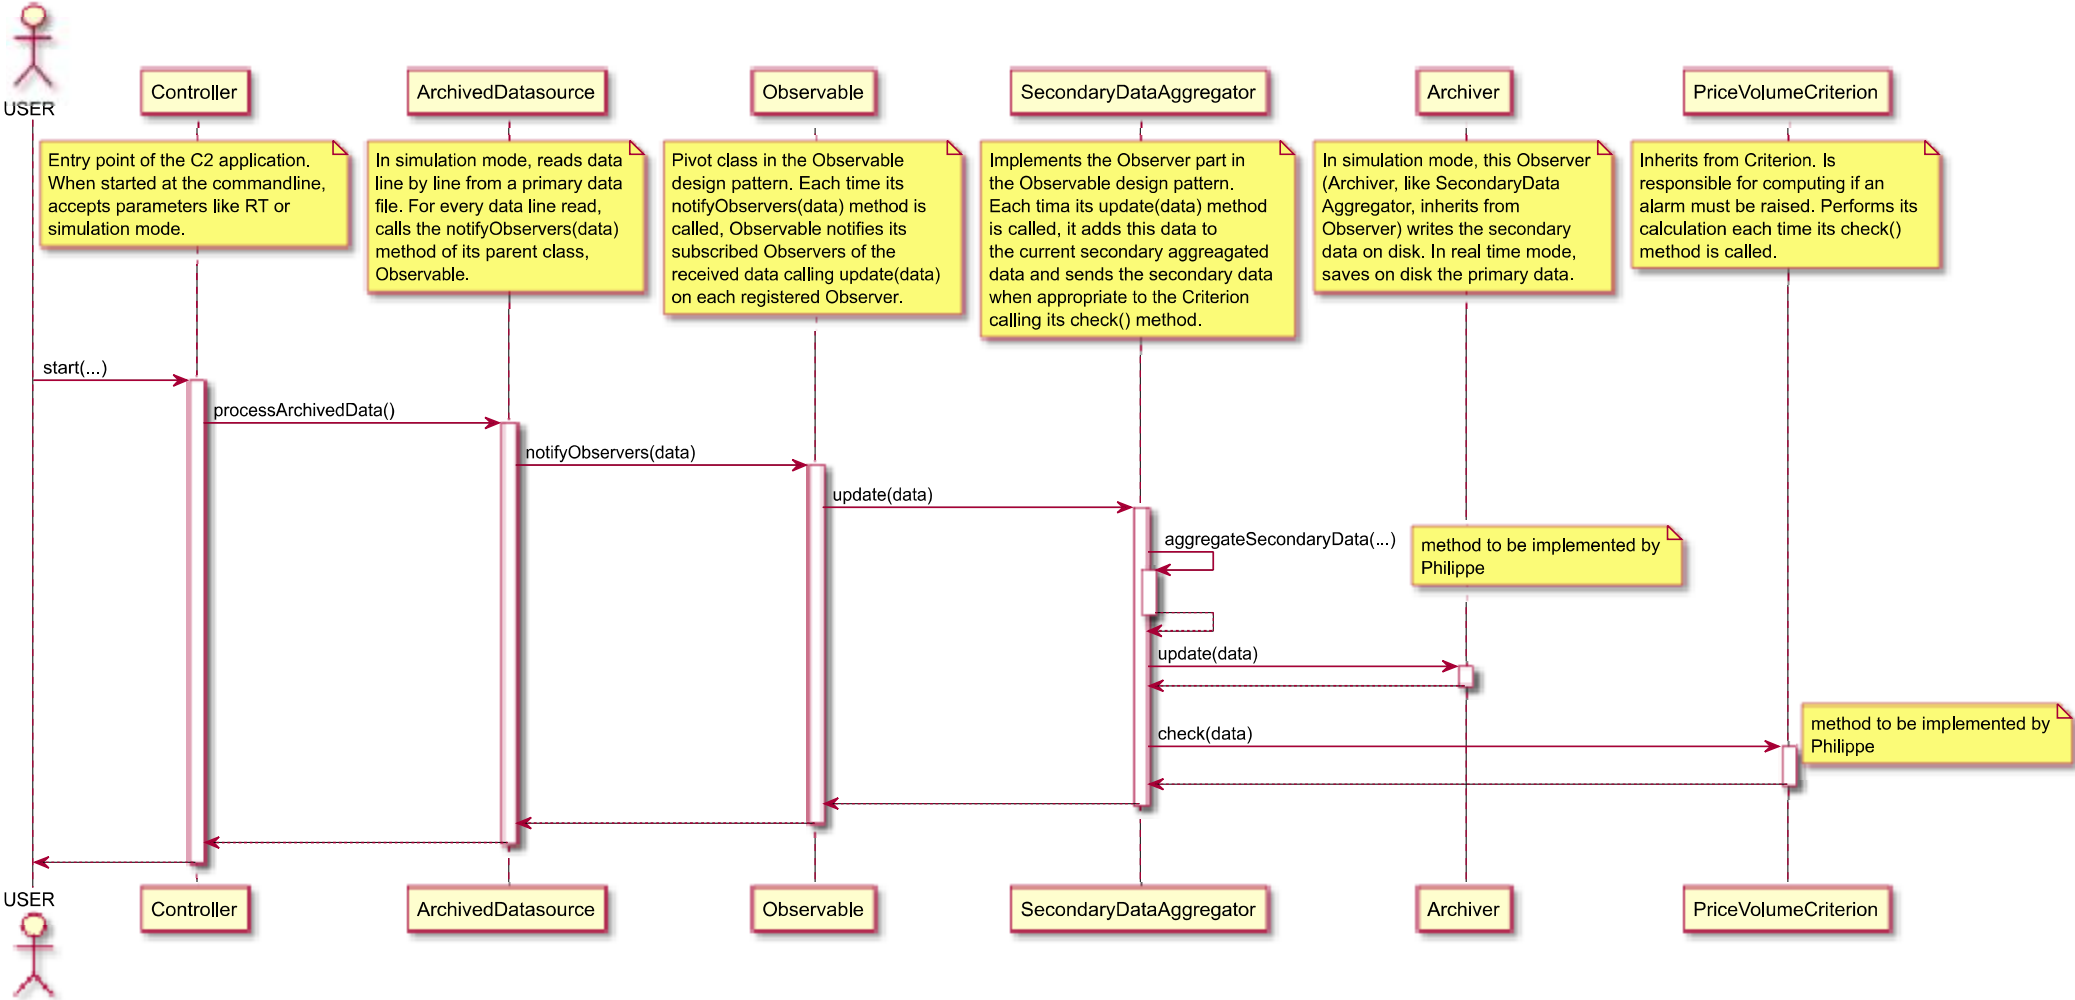 USER
Controller
ArchivedDatasource
Observable
SecondaryDataAggregator
Archiver
PriceVolumeCriterion
Entry point of the C2 application.
When started at the commandline,
accepts parameters like RT or
simulation mode.
In simulation mode, reads data
line by line from a primary data
file. For every data line read,
calls the notifyObservers(data)
method of its parent class,
Observable.
Pivot class in the Observable
design pattern. Each time its
notifyObservers(data) method is
called, Observable notifies its
subscribed Observers of the
received data calling update(data)
on each registered Observer.
Implements the Observer part in
the Observable design pattern.
Each tima its update(data) method
is called, it adds this data to
the current secondary aggreagated
data and sends the secondary data
when appropriate to the Criterion
calling its check() method.
In simulation mode, this Observer
(Archiver, like SecondaryData
Aggregator, inherits from
Observer) writes the secondary
data on disk. In real time mode,
saves on disk the primary data.
Inherits from Criterion. Is
responsible for computing if an
alarm must be raised. Performs its
calculation each time its check()
method is called.
start(...)
processArchivedData()
notifyObservers(data)
update(data)
aggregateSecondaryData(...)
method to be implemented by
Philippe
update(data)
check(data)
method to be implemented by
Philippe
USER
Controller
ArchivedDatasource
Observable
SecondaryDataAggregator
Archiver
PriceVolumeCriterion